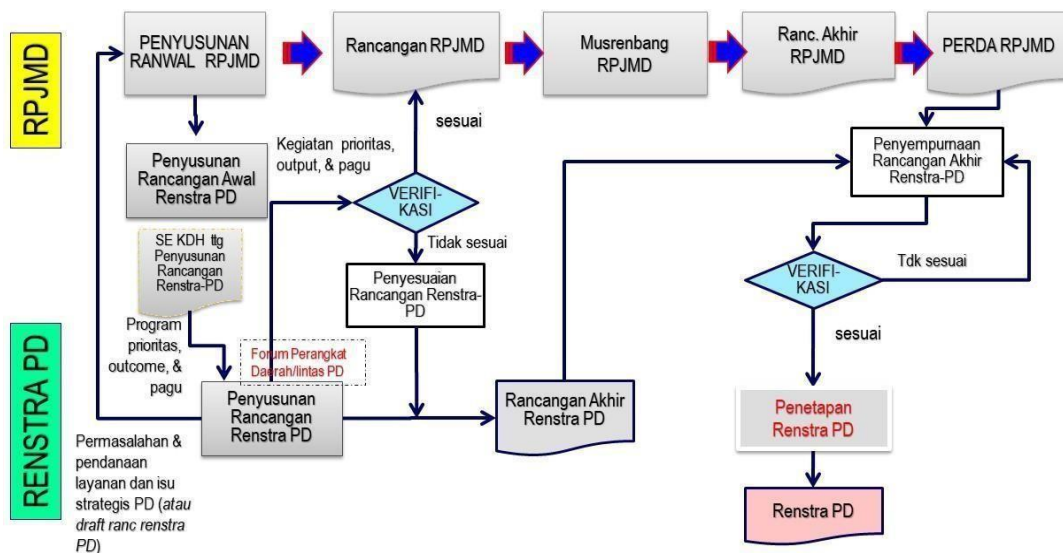 RPJMD
PENYUSUNAN
RANWAL RPJMD
Rancangan RPJMD
Musrenbang
RPJMD
Ranc. Akhir
RPJMD
PERDA RPJMD
sesuai
Kegiatan prioritas,
output, & pagu
Penyusunan
Rancangan Awal
Renstra PD
VERIFI-
KASI
Tidak sesuai
Penyempurnaan
Rancangan Akhir
Renstra-PD
SE KDH ttg
Penyusunan
Rancangan
Renstra-PD
Penyesuaian
Rancangan Renstra-
PD
VERIFI-
KASI
Tdk sesuai
sesuai
RENSTRA PD
Program
prioritas,
outcome, &
pagu
Forum Perangkat
Daerah/lintas PD
Penyusunan
Rancangan
Renstra PD
Rancangan Akhir
Renstra PD
Penetapan
Renstra PD
Permasalahan &
pendanaan
layanan dan isu
strategis PD (atau
draft ranc renstra
PD)
Renstra PD